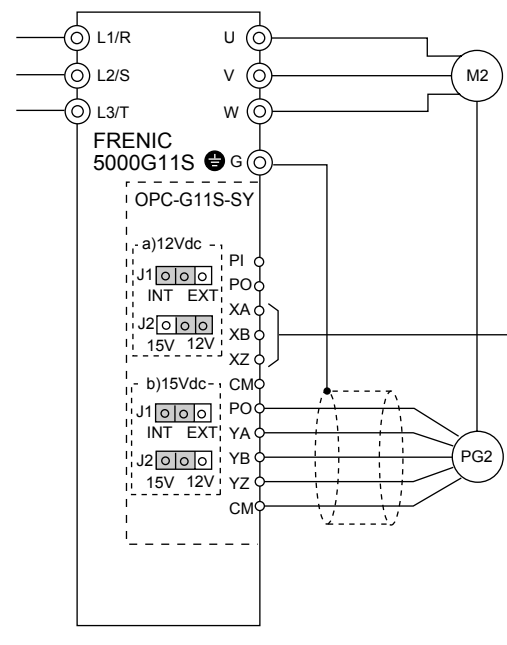 L1/R U
L2/S V M2
L3/T W
FRENIC
5000G11S G
OPC-G11S-SY
a)12Vdc
PI
J1
PO
INT EXT
XA
J2
XB
15V 12V
XZ
CM
b)15Vdc
PO
J1
INT EXT
YA
J2
YB PG2
15V 12V
YZ
CM